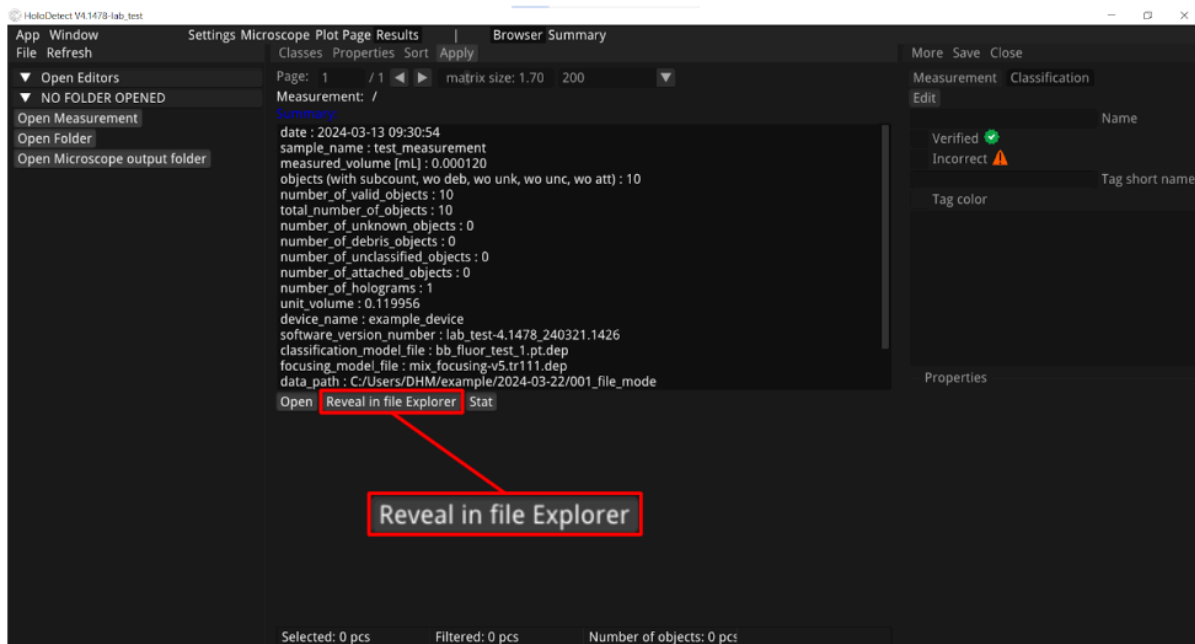 HoloDetect V4.1478-lab_test
App Window Settings Microscope Plot Page Results | Browser Summary
File Refresh
Classes Properties Sort Apply
More Save Close
▼ Open Editors
▼ NO FOLDER OPENED
Open Measurement
Open Folder
Open Microscope output folder
Page: 1 / 1 ◀ ▶ matrix size: 1.70 200 ▼
Measurement: /
Summary:
date : 2024-03-13 09:30:54
sample_name : test_measurement
measured_volume [mL] : 0.000120
objects (with subcount, wo deb, wo unk, wo unc, wo att) : 10
number_of_valid_objects : 10
total_number_of_objects : 10
number_of_unknown_objects : 0
number_of_debris_objects : 0
number_of_unclassified_objects : 0
number_of_attached_objects : 0
number_of_holograms : 1
unit_volume : 0.119956
device_name : example_device
software_version_number : lab_test-4.1478_240321.1426
classification_model_file : bb_fluor_test_1.pt.dep
focusing_model_file : mix_focusing-v5.tr111.dep
data_path : C:/Users/DHM/example/2024-03-22/001_file_mode
Open Reveal in file Explorer Stat
Reveal in file Explorer
Measurement Classification
Edit
Name
Verified
Incorrect
Tag short name
Tag color
Properties
Selected: 0 pcs Filtered: 0 pcs Number of objects: 0 pcs